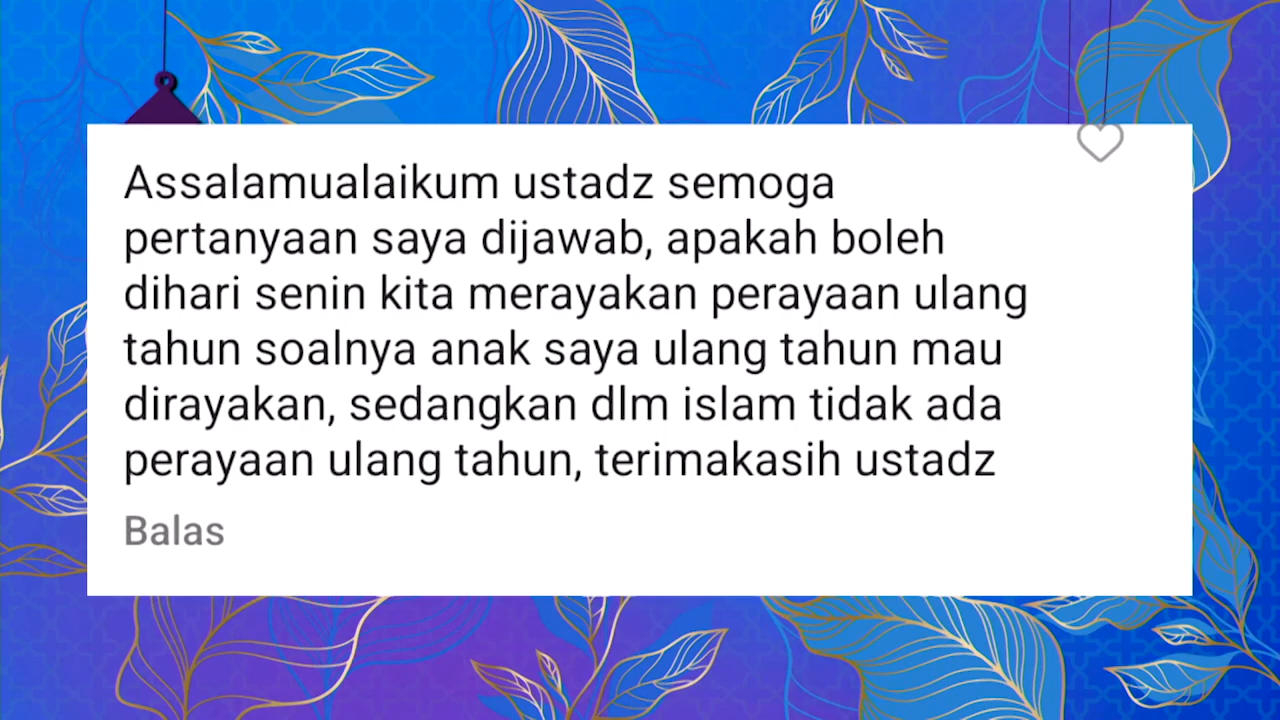 Assalamualaikum ustadz semoga
pertanyaan saya dijawab, apakah boleh
dihari senin kita merayakan perayaan ulang
tahun soalnya anak saya ulang tahun mau
dirayakan, sedangkan dlm islam tidak ada
perayaan ulang tahun, terimakasih ustadz
Balas